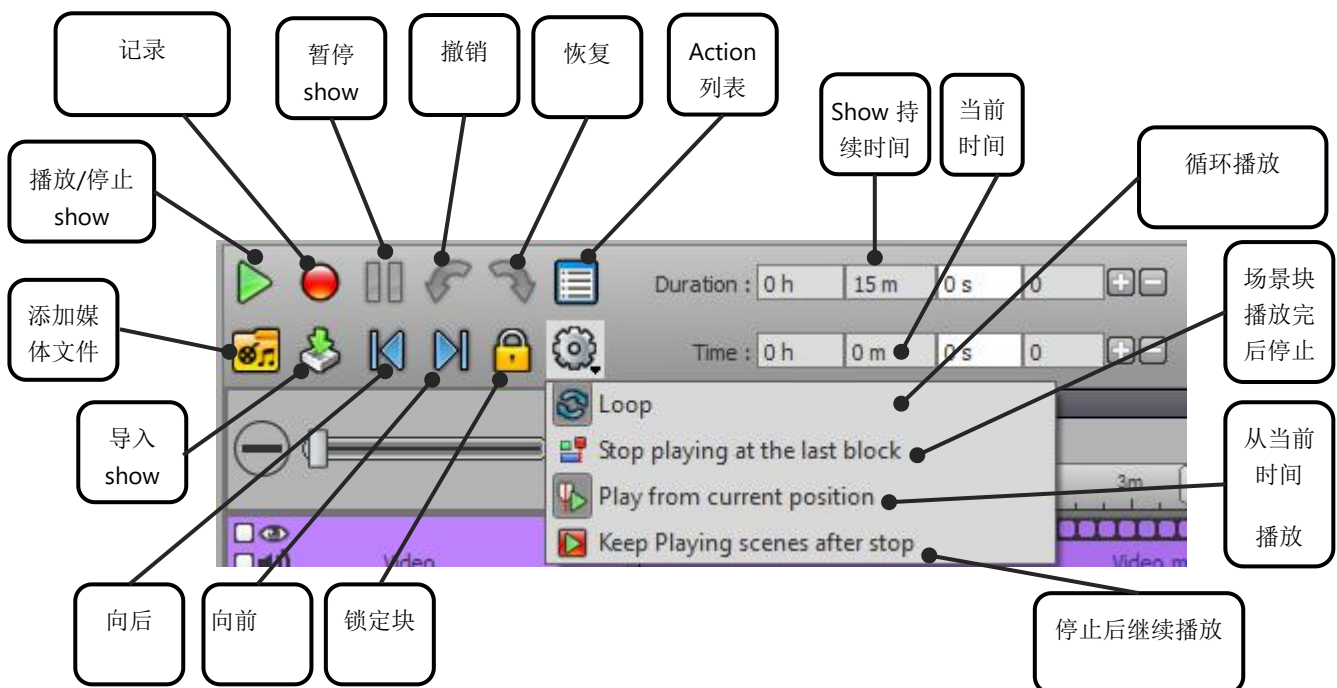 记录
暂停
show
撤销
恢复
Action
列表
Show 持
续时间
当前
时间
循环播放
播放/停止
show
添加媒
体文件
场景块
播放完
后停止
Duration : 0 h 15 m 0 s 0
Time : 0 h 0 m 0 s 0
Loop
Stop playing at the last block
Play from current position
Keep Playing scenes after stop
3m
Video
Video m
导入
show
从当前
时间
播放
向后
向前
锁定块
停止后继续播放